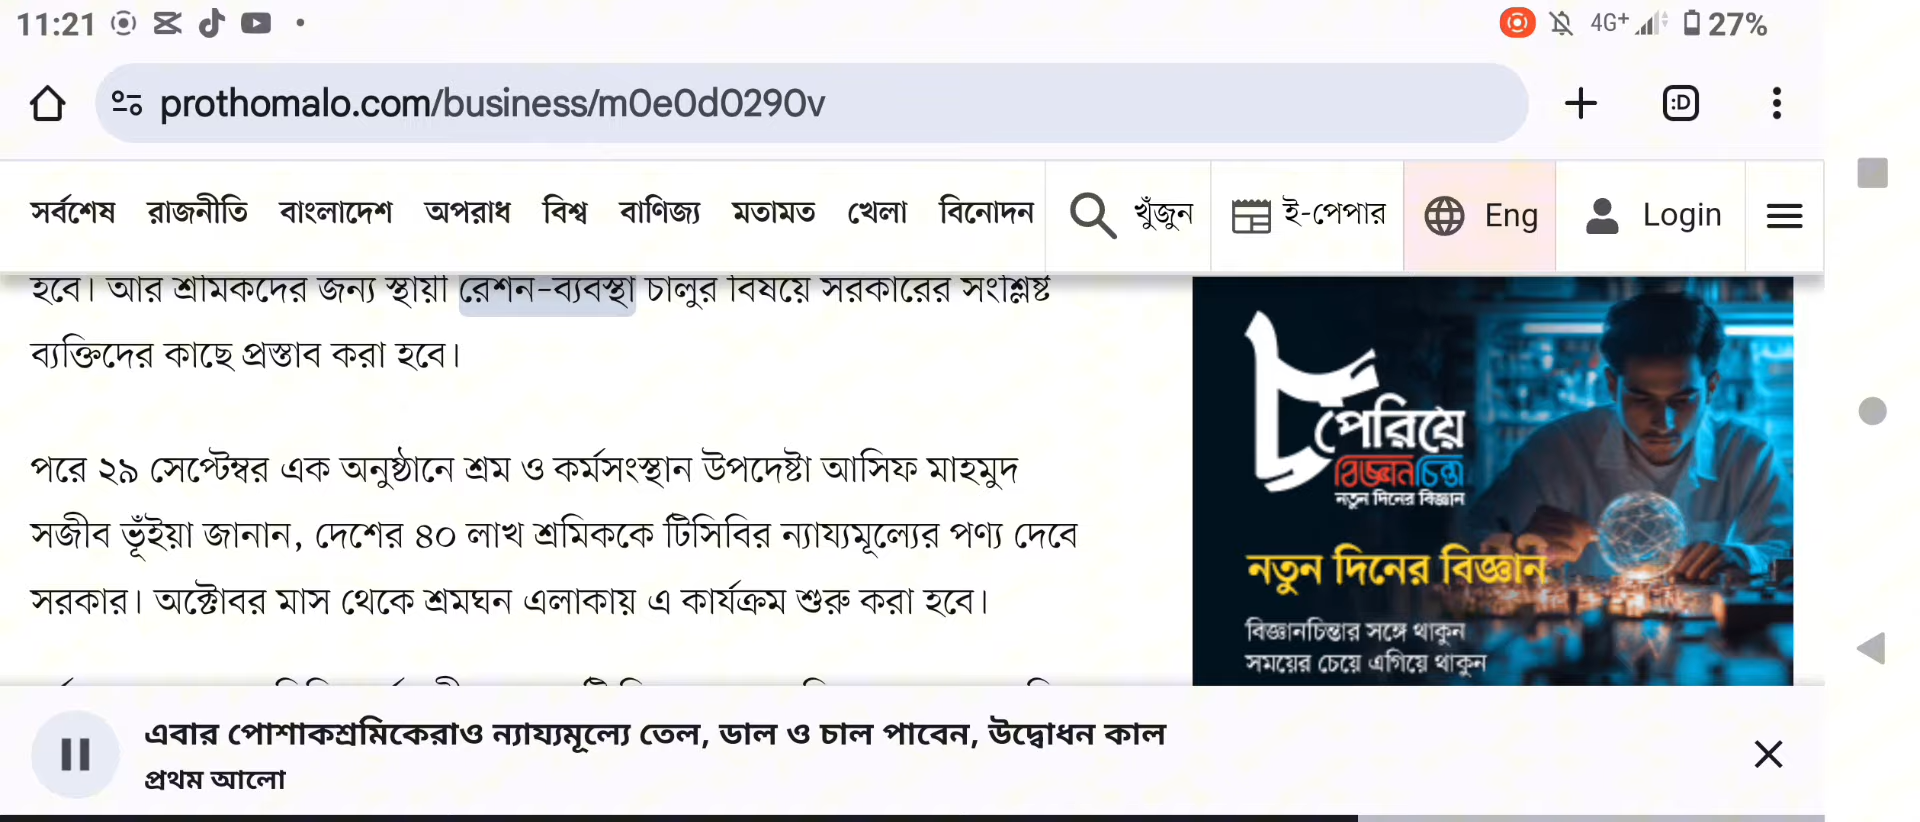 11:21
4G+ 27%
prothomalo.com/business/m0e0d0290v
সর্বশেষ রাজনীতি বাংলাদেশ অপরাধ বিশ্ব বাণিজ্য মতামত খেলা বিনোদন খুঁজুন ই-পেপার Eng Login
হবে। আর শ্রমিকদের জন্য স্থায়ী রেশন-ব্যবস্থা চালুর বিষয়ে সরকারের সংশ্লিষ্ট
ব্যক্তিদের কাছে প্রস্তাব করা হবে।
পরে ২৯ সেপ্টেম্বর এক অনুষ্ঠানে শ্রম ও কর্মসংস্থান উপদেষ্টা আসিফ মাহমুদ
সজীব ভূঁইয়া জানান, দেশের ৪০ লাখ শ্রমিককে টিসিবির ন্যায্যমূল্যের পণ্য দেবে
সরকার। অক্টোবর মাস থেকে শ্রমঘন এলাকায় এ কার্যক্রম শুরু করা হবে।
৮ পেরিয়ে
বিজ্ঞানচিন্তা
নতুন দিনের বিজ্ঞান
নতুন দিনের বিজ্ঞান
বিজ্ঞানচিন্তার সঙ্গে থাকুন
সময়ের চেয়ে এগিয়ে থাকুন
এবার পোশাকশ্রমিকেরাও ন্যায্যমূল্যে তেল, ডাল ও চাল পাবেন, উদ্বোধন কাল
প্রথম আলো